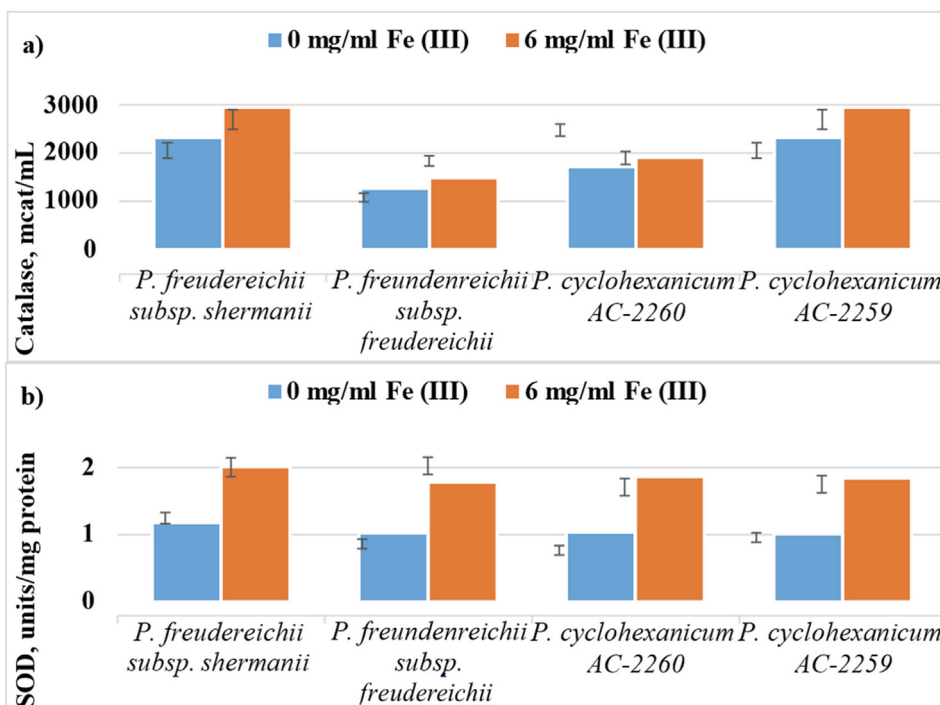 a)
0 mg/ml Fe (III) 6 mg/ml Fe (III)
Catalase, mcat/mL
3000
2000
1000
0
P. freudereichii
subsp. shermanii
P. freundenreichii
subsp.
freudereichii
P. cyclohexanicum
AC-2260
P. cyclohexanicum
AC-2259
b)
0 mg/ml Fe (III) 6 mg/ml Fe (III)
SOD, units/mg protein
2
1
0
P. freudereichii
subsp. shermanii
P. freundenreichii
subsp.
freudereichii
P. cyclohexanicum
AC-2260
P. cyclohexanicum
AC-2259